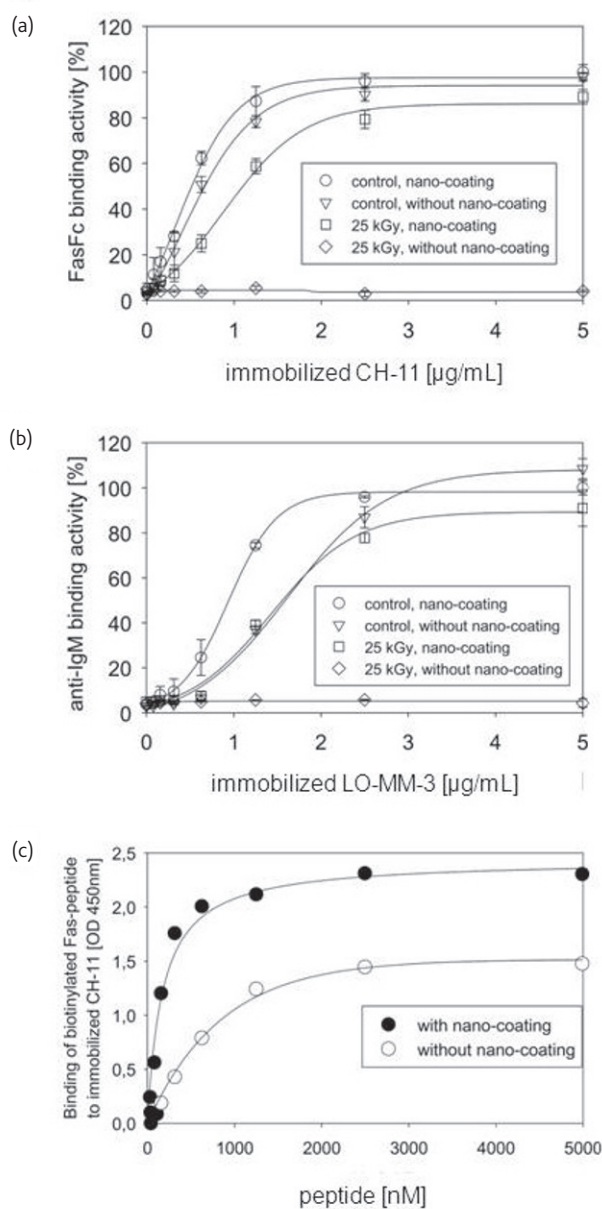 (a)
FasFc binding activity [%]
120
100
80
60
40
20
0
control, nano-coating
control, without nano-coating
25 kGy, nano-coating
25 kGy, without nano-coating
0 1 2 3 4 5
immobilized CH-11 [µg/mL]
(b)
anti-IgM binding activity [%]
120
100
80
60
40
20
0
control, nano-coating
control, without nano-coating
25 kGy, nano-coating
25 kGy, without nano-coating
0 1 2 3 4 5
immobilized LO-MM-3 [µg/mL]
(c)
Binding of biotinylated Fas-peptide
to immobilized CH-11 [OD 450nm]
2,5
2,0
1,5
1,0
0,5
0,0
with nano-coating
without nano-coating
0 1000 2000 3000 4000 5000
peptide [nM]